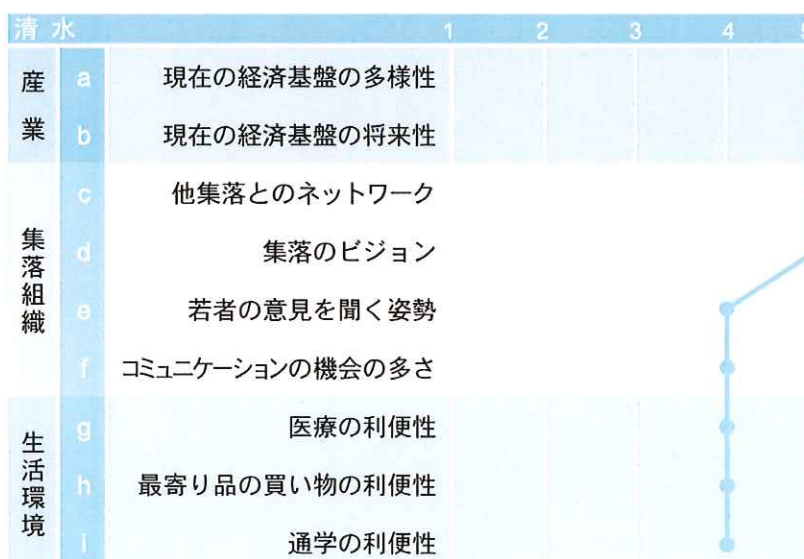 清水 1 2 3 4 5
産業
a 現在の経済基盤の多様性
b 現在の経済基盤の将来性
集落組織
c 他集落とのネットワーク
d 集落のビジョン
e 若者の意見を聞く姿勢
f コミュニケーションの機会の多さ
生活環境
g 医療の利便性
h 最寄り品の買い物の利便性
i 通学の利便性